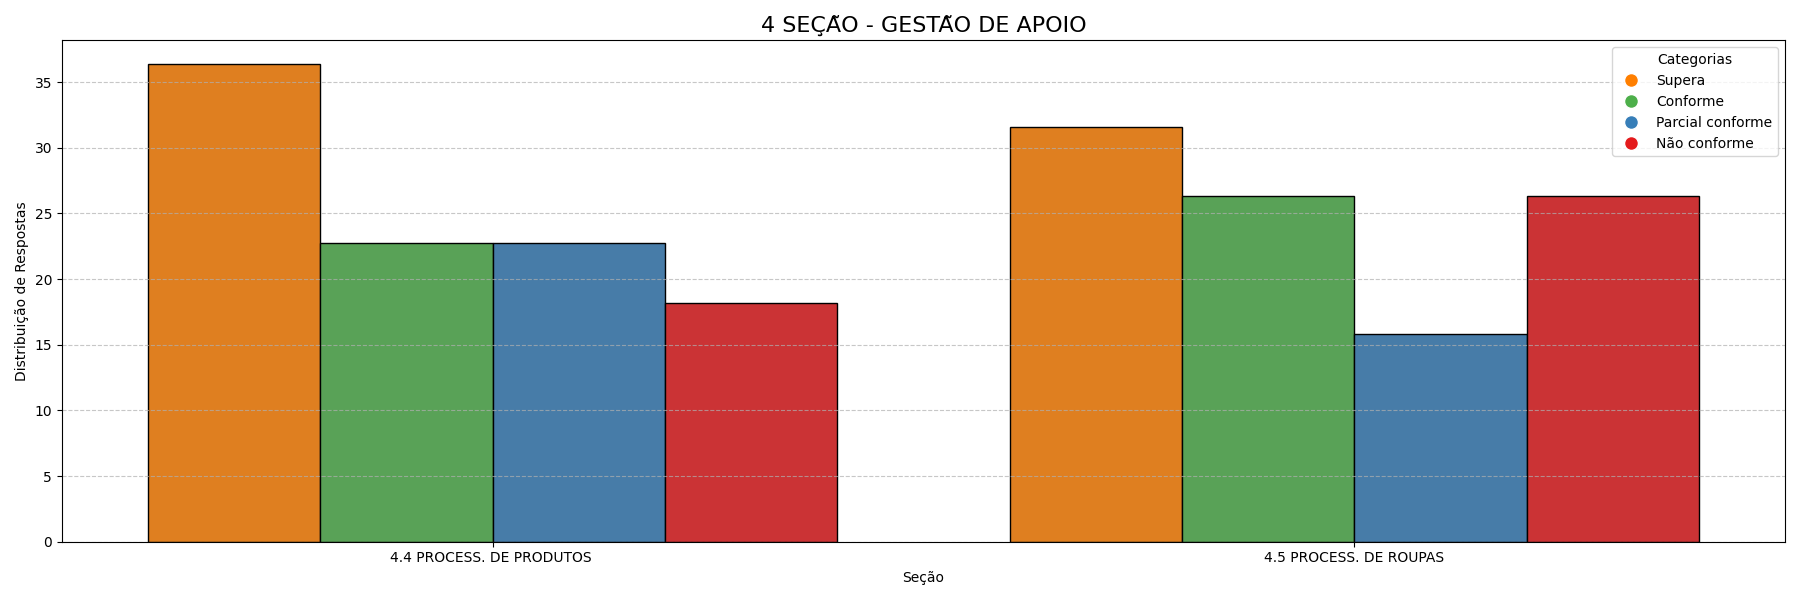 4 SEÇÃO - GESTÃO DE APOIO
Distribuição de Respostas
35
30
25
20
15
10
5
0
Categorias
Supera
Conforme
Parcial conforme
Não conforme
4.4 PROCESS. DE PRODUTOS
4.5 PROCESS. DE ROUPAS
Seção